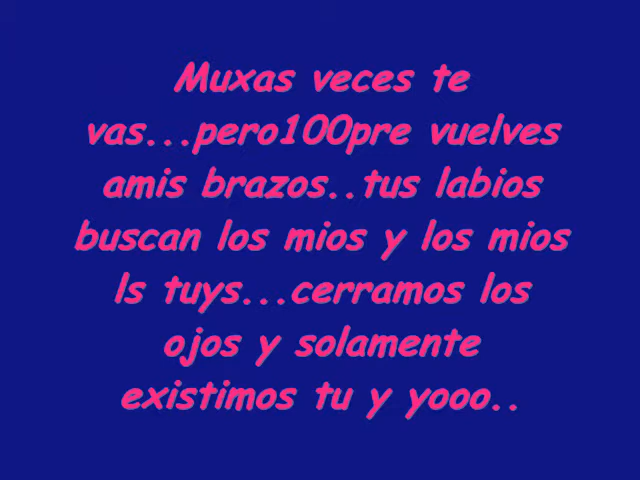 Muxas veces te
vas...pero100pre vuelves
amis brazos..tus labios
buscan los mios y los mios
ls tuys...cerramos los
ojos y solamente
existimos tu y yooo..